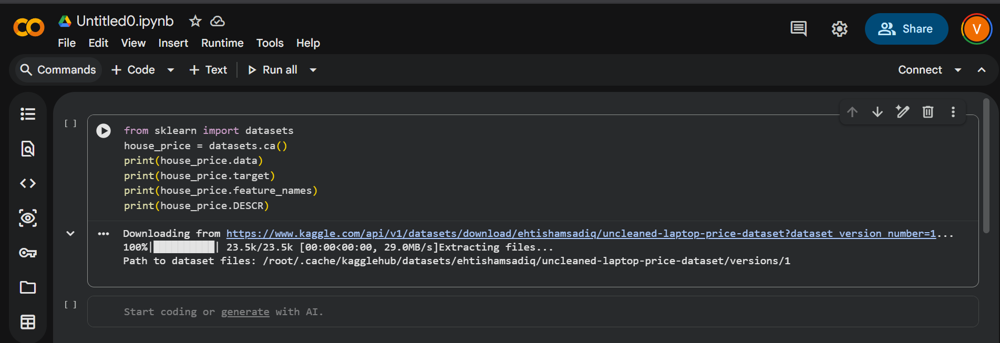 Untitled0.ipynb
File Edit View Insert Runtime Tools Help
Share
V
Commands + Code + Text Run all
Connect
[ ]
from sklearn import datasets
house_price = datasets.ca()
print(house_price.data)
print(house_price.target)
print(house_price.feature_names)
print(house_price.DESCR)
Downloading from https://www.kaggle.com/api/v1/datasets/download/ehtishamsadiq/uncleaned-laptop-price-dataset?dataset_version_number=1...
100%|██████████| 23.5k/23.5k [00:00<00:00, 29.0MB/s]Extracting files...
Path to dataset files: /root/.cache/kagglehub/datasets/ehtishamsadiq/uncleaned-laptop-price-dataset/versions/1
[ ]
Start coding or generate with AI.